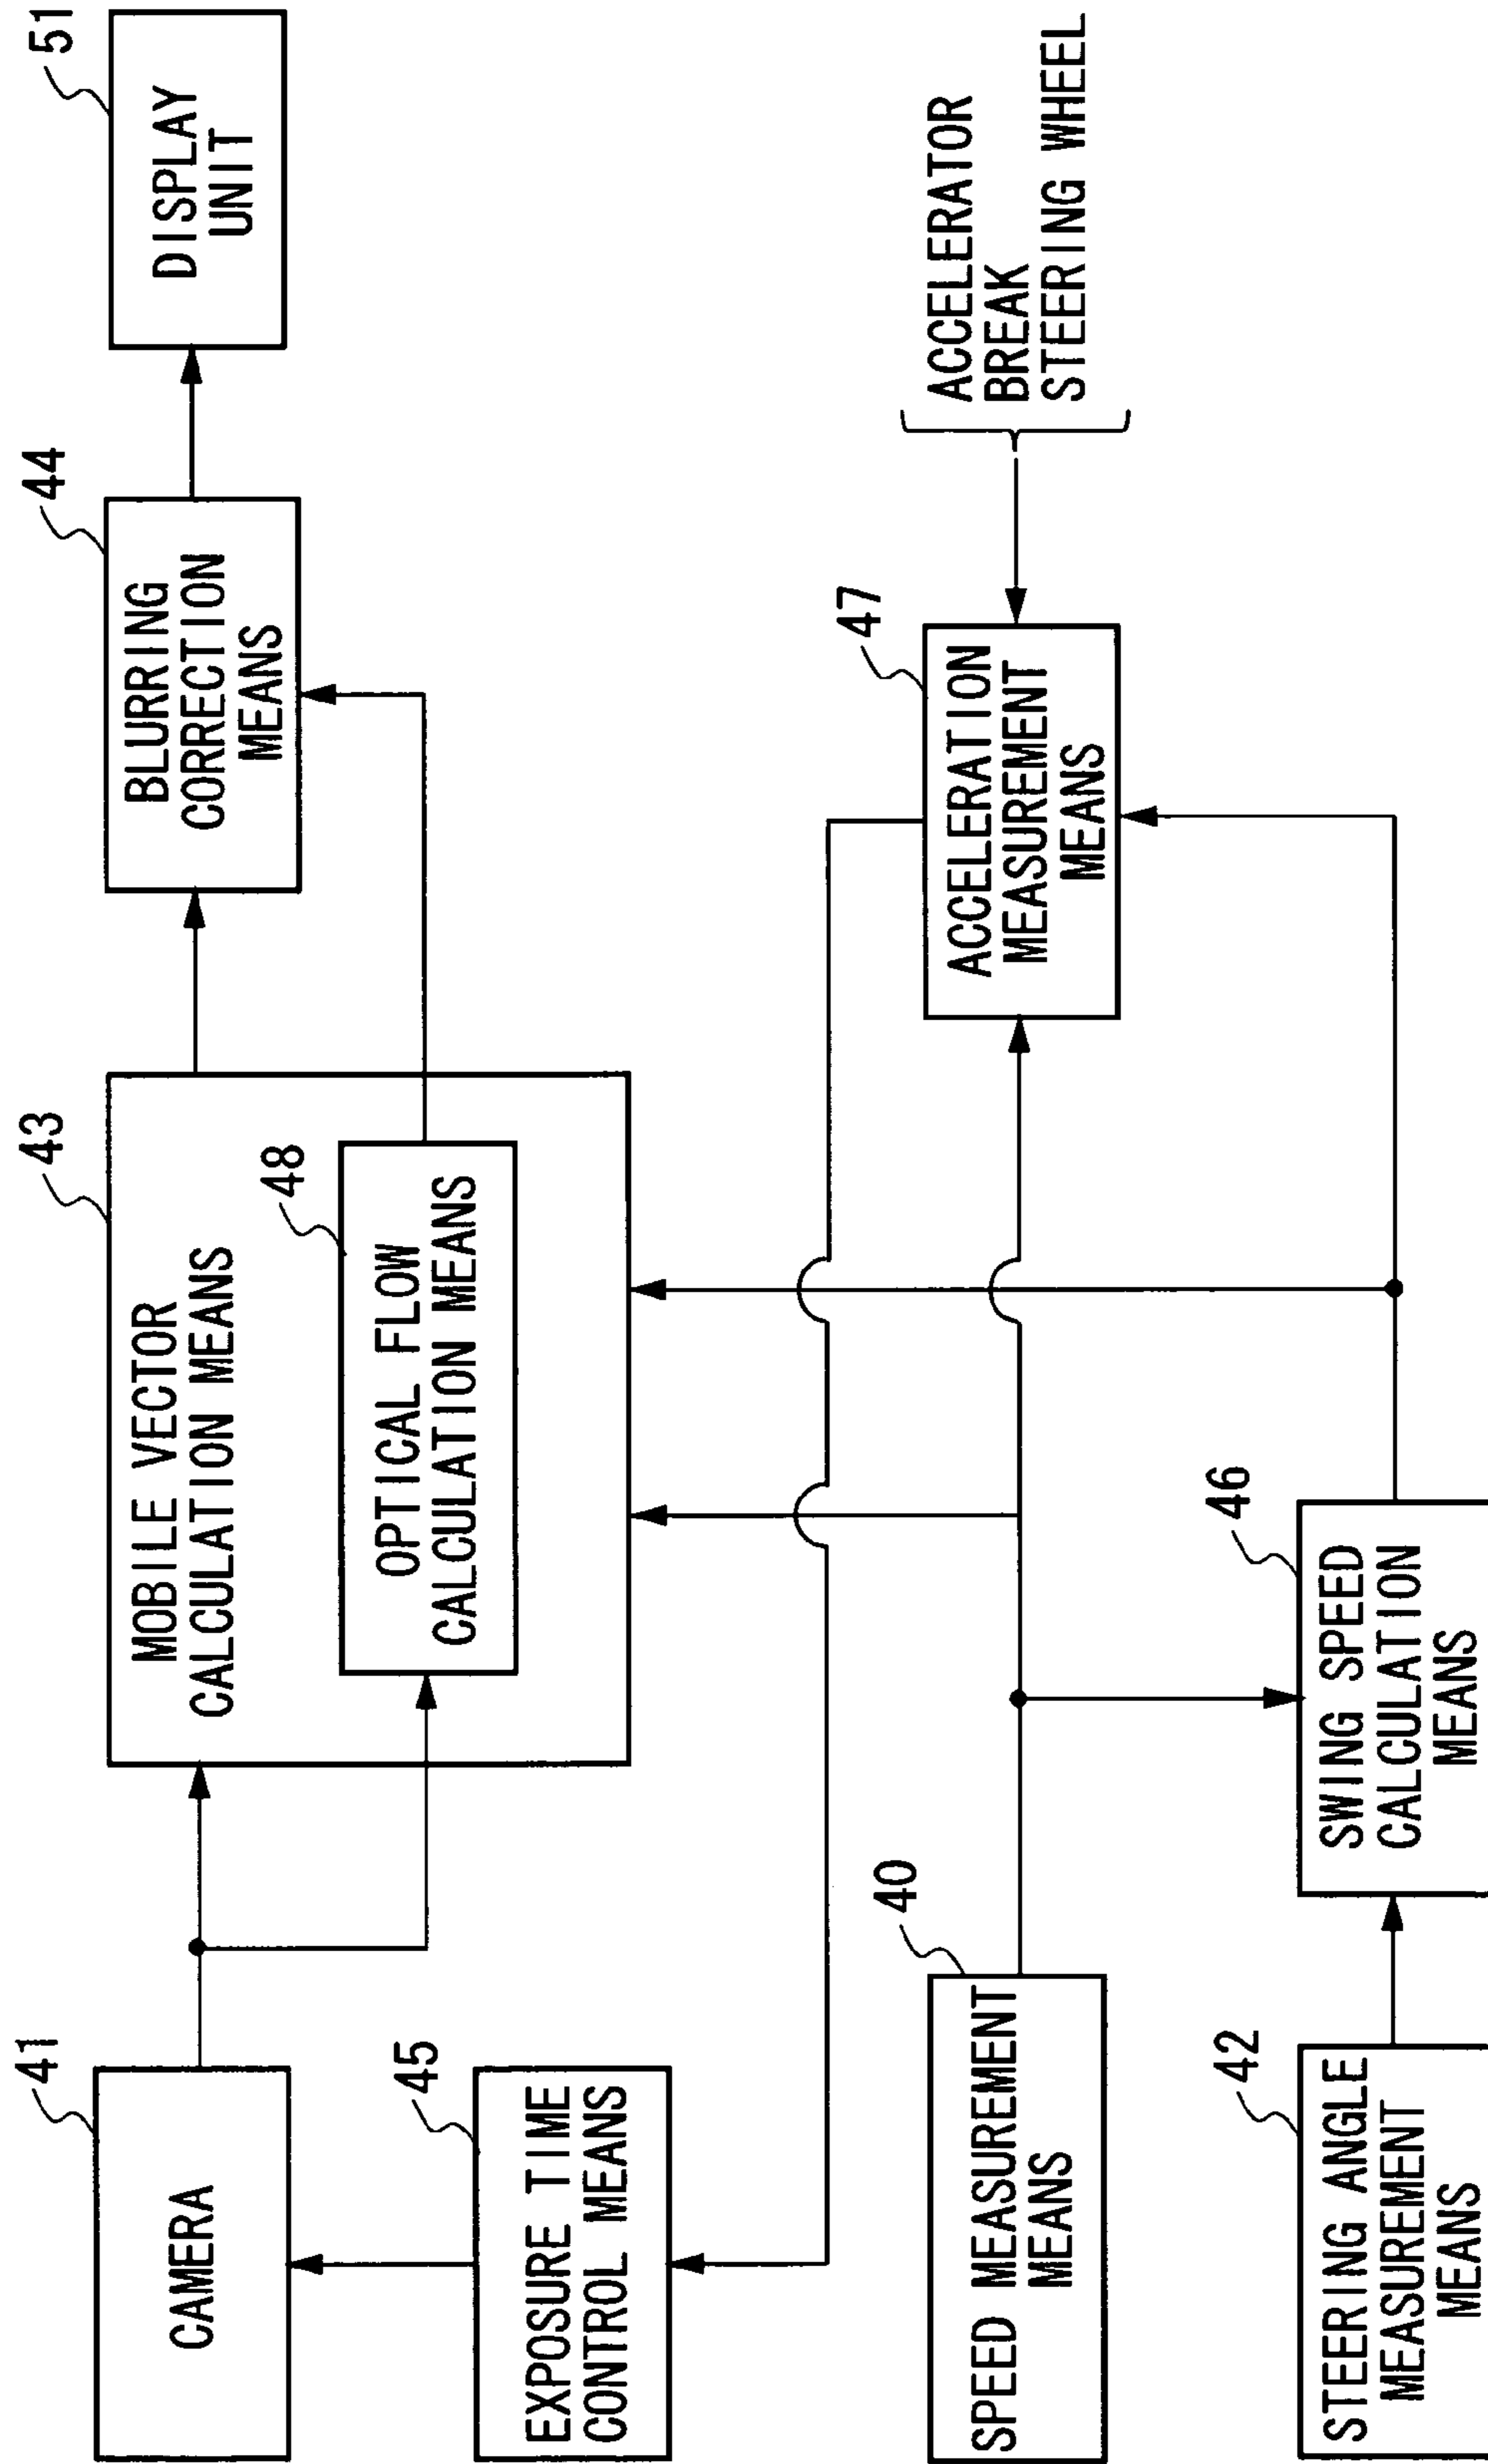 41
CAMERA
43
MOBILE VECTOR
CALCULATION MEANS
48
OPTICAL FLOW
CALCULATION MEANS
44
BLURRING
CORRECTION
MEANS
51
DISPLAY
UNIT
45
EXPOSURE TIME
CONTROL MEANS
40
SPEED MEASUREMENT
MEANS
47
ACCELERATION
MEASUREMENT
MEANS
ACCELERATOR
BREAK
STEERING WHEEL
42
STEERING ANGLE
MEASUREMENT
MEANS
46
SWING SPEED
CALCULATION
MEANS